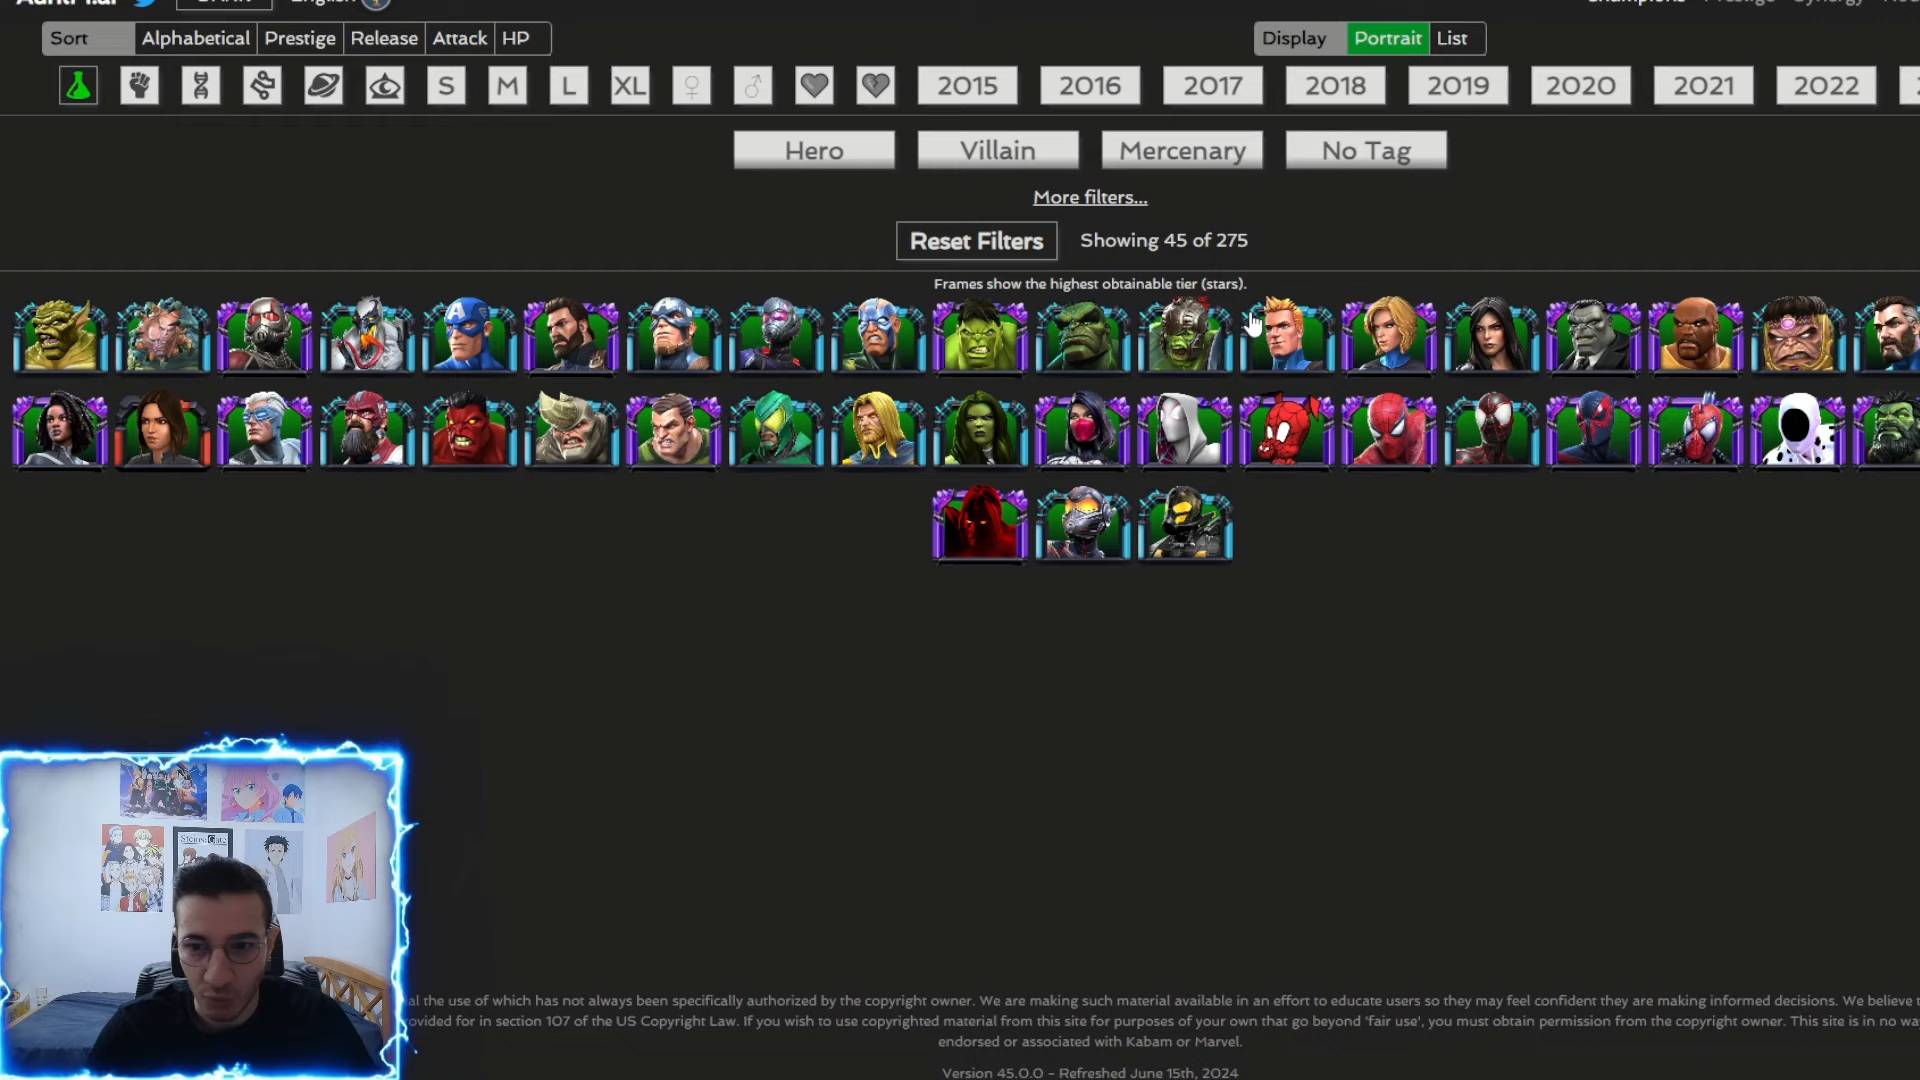 English
Sort Alphabetical Prestige Release Attack HP Display Portrait List
S M L XL ♀ ♂ 2015 2016 2017 2018 2019 2020 2021 2022
Hero Villain Mercenary No Tag
More filters...
Reset Filters Showing 45 of 275
Frames show the highest obtainable tier (stars).
A
Steins;Gate
al the use of which has not always been specifically authorized by the copyright owner. We are making such material available in an effort to educate users so they may feel confident they are making informed decisions. We believe
ovided for in section 107 of the US Copyright Law. If you wish to use copyrighted material from this site for purposes of your own that go beyond 'fair use', you must obtain permission from the copyright owner. This site is in no wa
endorsed or associated with Kabam or Marvel.
Version 45.0.0 – Refreshed June 15th, 2024